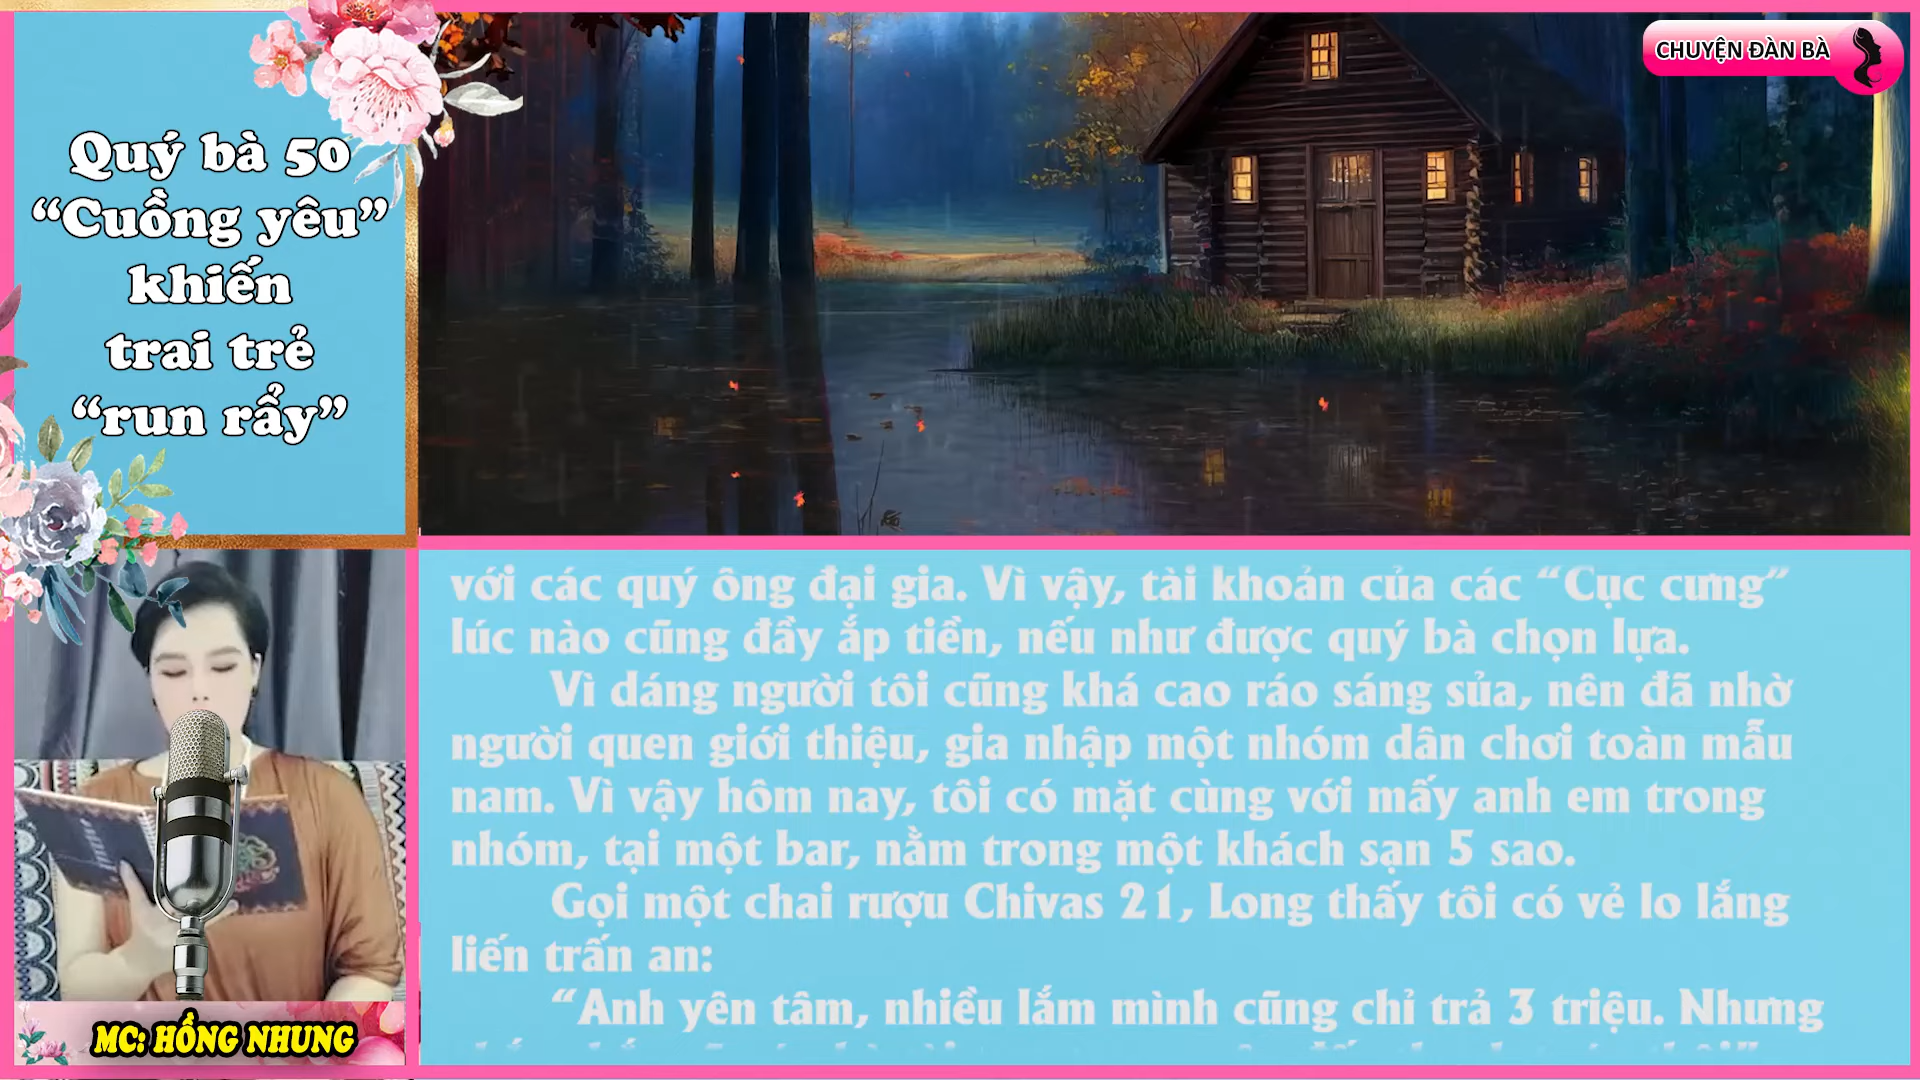 CHUYỆN ĐÀN BÀ
Quý bà 50
“Cuồng yêu”
khiến
trai trẻ
“run rẩy”
với các quý ông đại gia. Vì vậy, tài khoản của các “Cục cưng”
lúc nào cũng đầy ắp tiền, nếu như được quý bà chọn lựa.
Vì dáng người tôi cũng khá cao ráo sáng sủa, nên đã nhờ
người quen giới thiệu, gia nhập một nhóm dân chơi toàn mẫu
nam. Vì vậy hôm nay, tôi có mặt cùng với mấy anh em trong
nhóm, tại một bar, nằm trong một khách sạn 5 sao.
Gọi một chai rượu Chivas 21, Long thấy tôi có vẻ lo lắng
liến trấn an:
“Anh yên tâm, nhiều lắm mình cũng chỉ trả 3 triệu. Nhưng
MC: HỒNG NHUNG